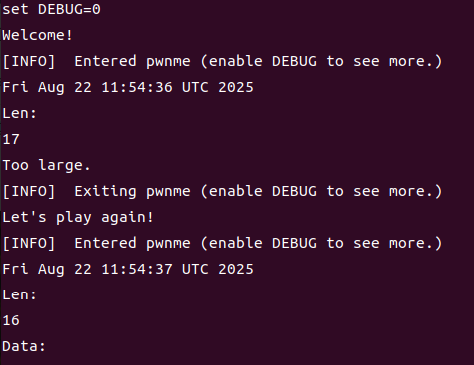 set DEBUG=0
Welcome!
[INFO]  Entered pwnme (enable DEBUG to see more.)
Fri Aug 22 11:54:36 UTC 2025
Len:
17
Too large.
[INFO]  Exiting pwnme (enable DEBUG to see more.)
Let's play again!
[INFO]  Entered pwnme (enable DEBUG to see more.)
Fri Aug 22 11:54:37 UTC 2025
Len:
16
Data: